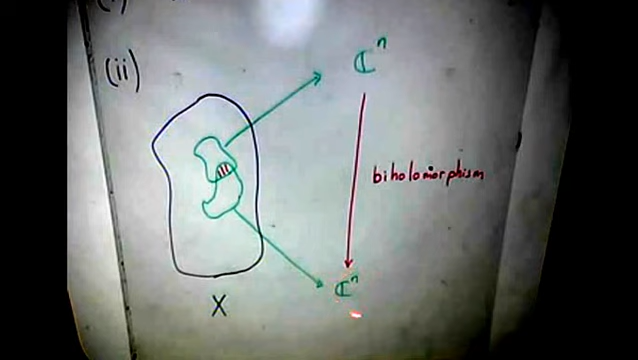 (ii)
ℂⁿ
biholomorphism
ℂⁿ
X